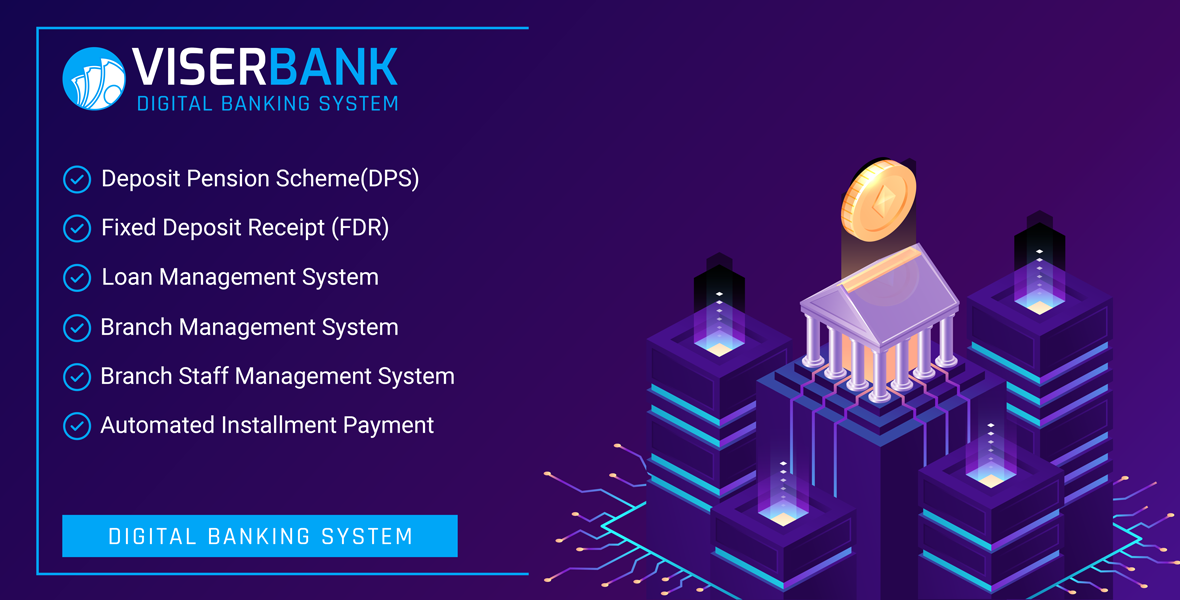 VISERBANK
DIGITAL BANKING SYSTEM
Deposit Pension Scheme(DPS)
Fixed Deposit Receipt (FDR)
Loan Management System
Branch Management System
Branch Staff Management System
Automated Installment Payment
DIGITAL BANKING SYSTEM